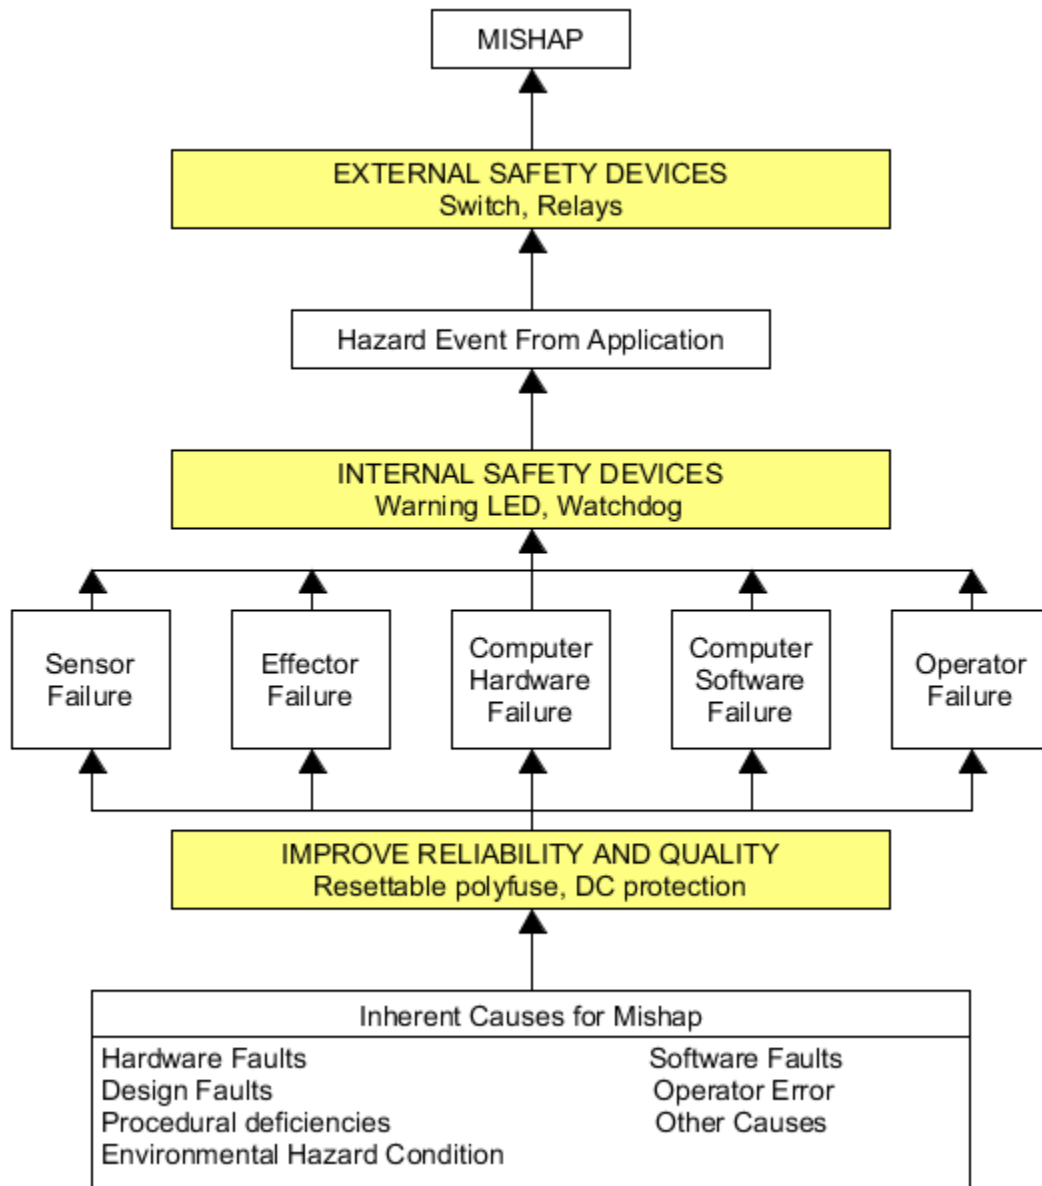 MISHAP
EXTERNAL SAFETY DEVICES
Switch, Relays
Hazard Event From Application
INTERNAL SAFETY DEVICES
Warning LED, Watchdog
Sensor
Failure
Effector
Failure
Computer
Hardware
Failure
Computer
Software
Failure
Operator
Failure
IMPROVE RELIABILITY AND QUALITY
Resettable polyfuse, DC protection
Inherent Causes for Mishap
Hardware Faults
Design Faults
Procedural deficiencies
Environmental Hazard Condition
Software Faults
Operator Error
Other Causes